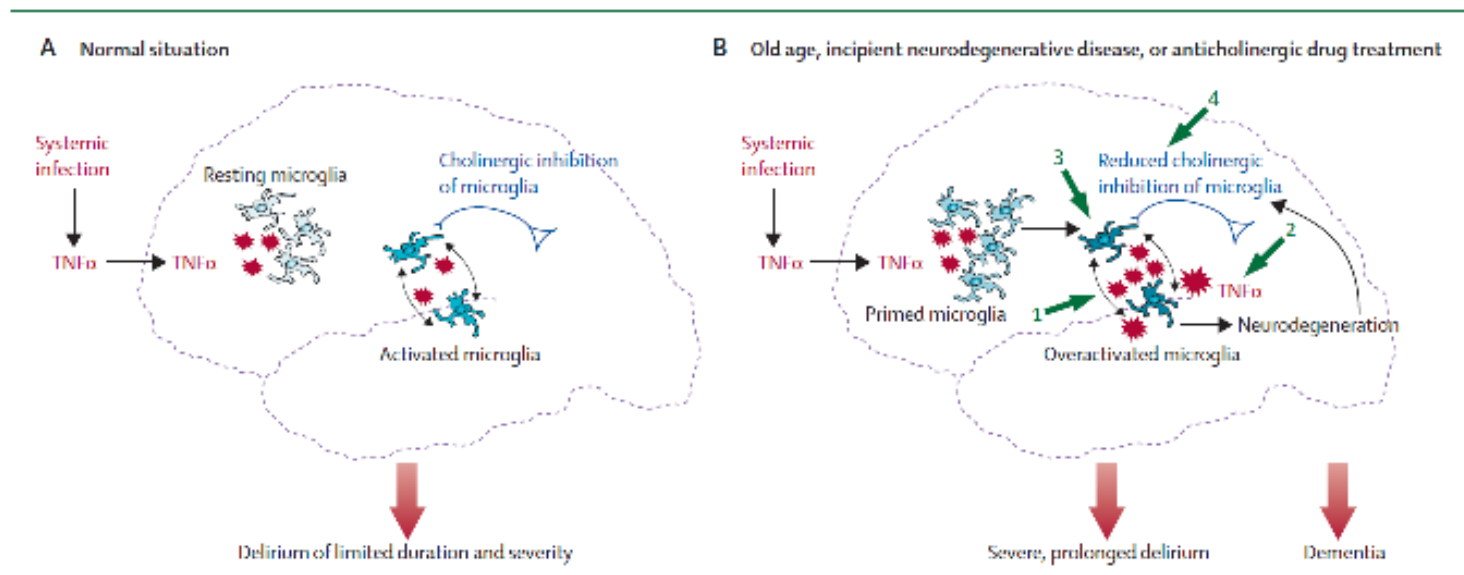 A Normal situation
Systemic
infection
TNFα
TNFα
Resting microglia
Cholinergic inhibition
of microglia
Activated microglia
Delirium of limited duration and severity
B Old age, incipient neurodegenerative disease, or anticholinergic drug treatment
Systemic
infection
TNFα
TNFα
Primed microglia
3
4
Reduced cholinergic
inhibition of microglia
2
TNFα
1
Neurodegeneration
Overactivated microglia
Severe, prolonged delirium
Dementia